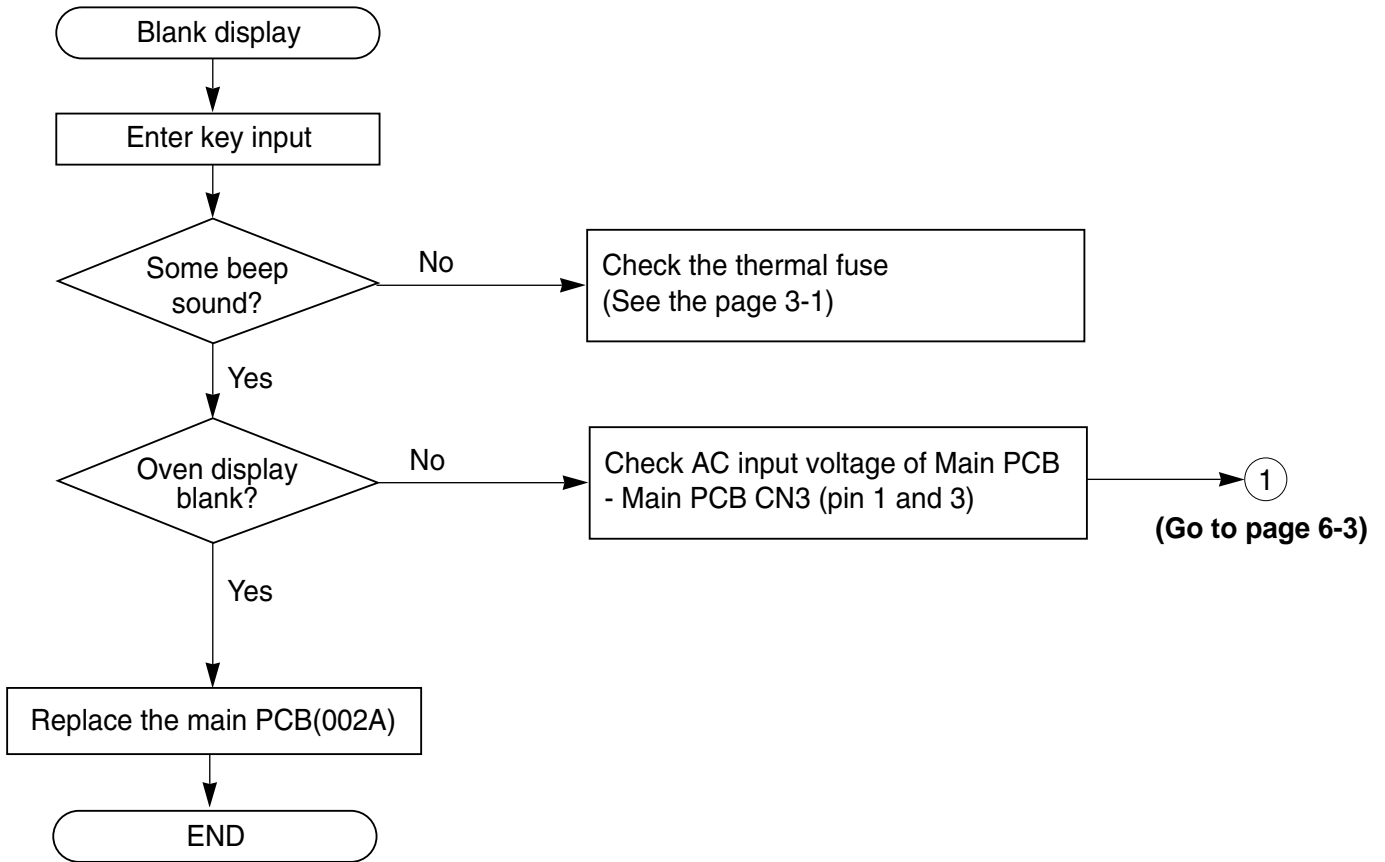 Blank display
Enter key input
Some beep
sound?
No
Check the thermal fuse
(See the page 3-1)
Yes
Oven display
blank?
No
Check AC input voltage of Main PCB
- Main PCB CN3 (pin 1 and 3)
1
(Go to page 6-3)
Yes
Replace the main PCB(002A)
END